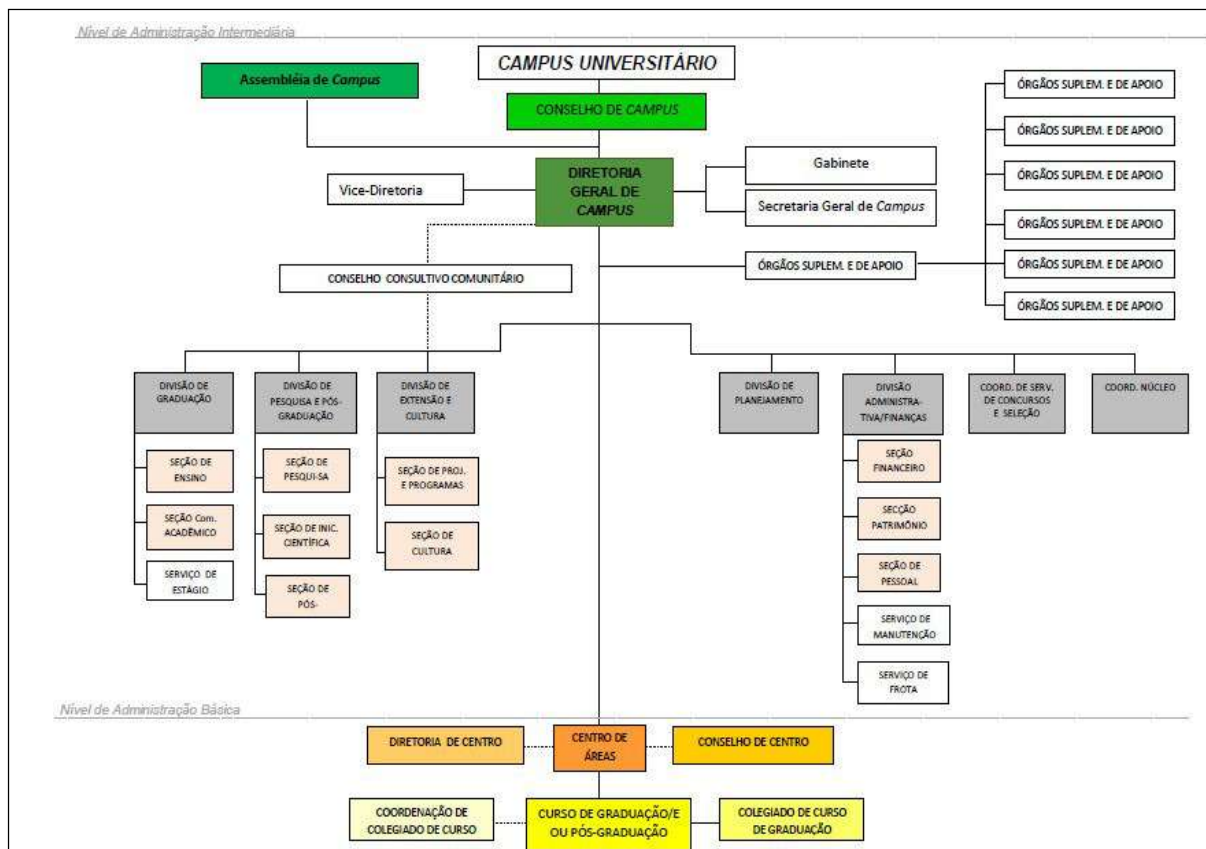 Nível de Administração Intermediária
CAMPUS UNIVERSITÁRIO
Assembléia de Campus
CONSELHO DE CAMPUS
ÓRGÃOS SUPLEM. E DE APOIO
ÓRGÃOS SUPLEM. E DE APOIO
ÓRGÃOS SUPLEM. E DE APOIO
ÓRGÃOS SUPLEM. E DE APOIO
ÓRGÃOS SUPLEM. E DE APOIO
ÓRGÃOS SUPLEM. E DE APOIO
Vice-Diretoria
DIRETORIA
GERAL DE
CAMPUS
Gabinete
Secretaria Geral de Campus
CONSELHO CONSULTIVO COMUNITÁRIO
ÓRGÃOS SUPLEM. E DE APOIO
DIVISÃO DE
GRADUAÇÃO
DIVISÃO DE
PESQUISA E PÓS-
GRADUAÇÃO
DIVISÃO DE
EXTENSÃO E
CULTURA
DIVISÃO DE
PLANEJAMENTO
DIVISÃO
ADMINISTRA-
TIVA/FINANÇAS
COORD. DE SERV.
DE CONCURSOS
E SELEÇÃO
COORD. NÚCLEO
SEÇÃO DE
ENSINO
SEÇÃO Com.
ACADÊMICO
SERVIÇO DE
ESTÁGIO
SEÇÃO DE
PESQUI-SA
SEÇÃO DE INIC.
CIENTÍFICA
SEÇÃO DE
PÓS-
SEÇÃO DE PROJ.
E PROGRAMAS
SEÇÃO DE
CULTURA
SEÇÃO
FINANCEIRO
SECÇÃO
PATRIMÔNIO
SEÇÃO DE
PESSOAL
SERVIÇO DE
MANUTENÇÃO
SERVIÇO DE
FROTA
Nível de Administração Básica
DIRETORIA DE CENTRO
CENTRO DE
ÁREAS
CONSELHO DE CENTRO
COORDENAÇÃO DE
COLEGIADO DE CURSO
CURSO DE GRADUAÇÃO/E
OU PÓS-GRADUAÇÃO
COLEGIADO DE CURSO
DE GRADUAÇÃO